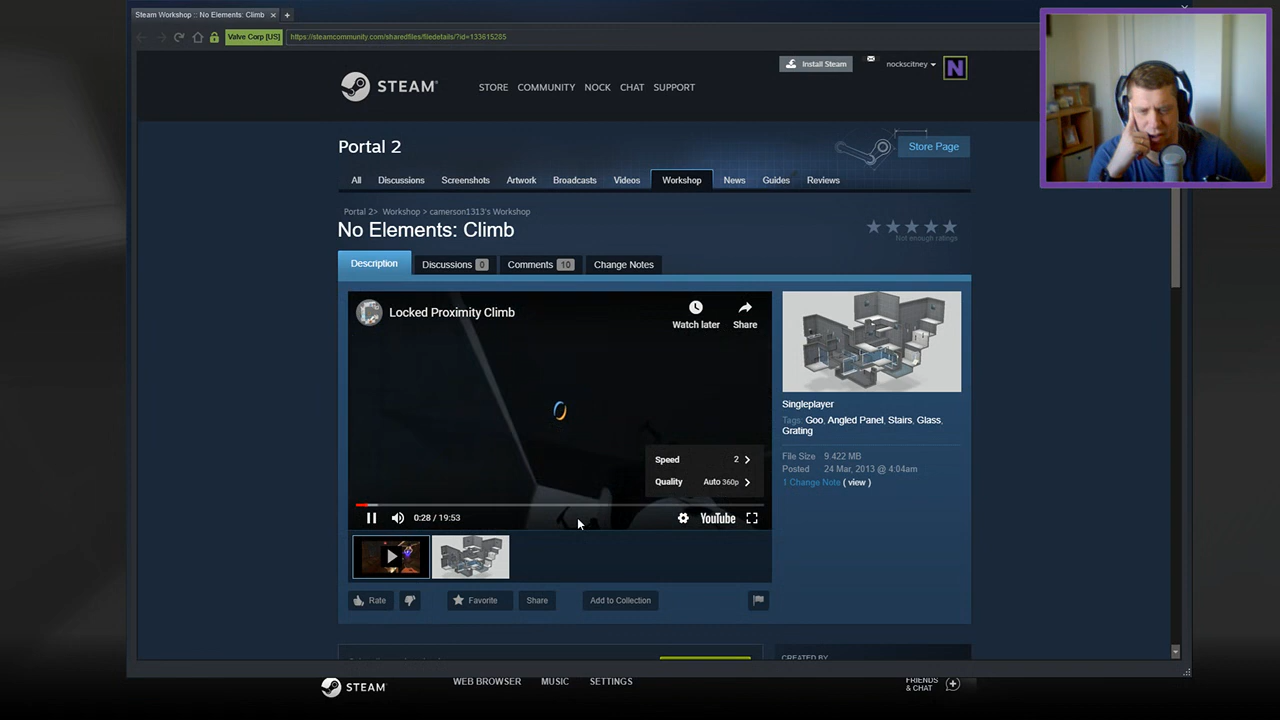 Steam Workshop :: No Elements: Climb
Valve Corp [US]
https://steamcommunity.com/sharedfiles/filedetails/?id=133615285
Install Steam
nockscitney
N
STEAM
STORE COMMUNITY NOCK CHAT SUPPORT
Portal 2
Store Page
All Discussions Screenshots Artwork Broadcasts Videos Workshop News Guides Reviews
Portal 2> Workshop > camerson1313's Workshop
No Elements: Climb
Not enough ratings
Description Discussions 0 Comments 10 Change Notes
Locked Proximity Climb
Watch later
Share
Speed 2
Quality Auto 360p
0:28 / 19:53
YouTube
Singleplayer
Tags: Goo, Angled Panel, Stairs, Glass,
Grating
File Size 9.422 MB
Posted 24 Mar, 2013 @ 4:04am
1 Change Note ( view )
Rate
Favorite
Share
Add to Collection
CREATED BY
STEAM
WEB BROWSER MUSIC SETTINGS
FRIENDS
& CHAT